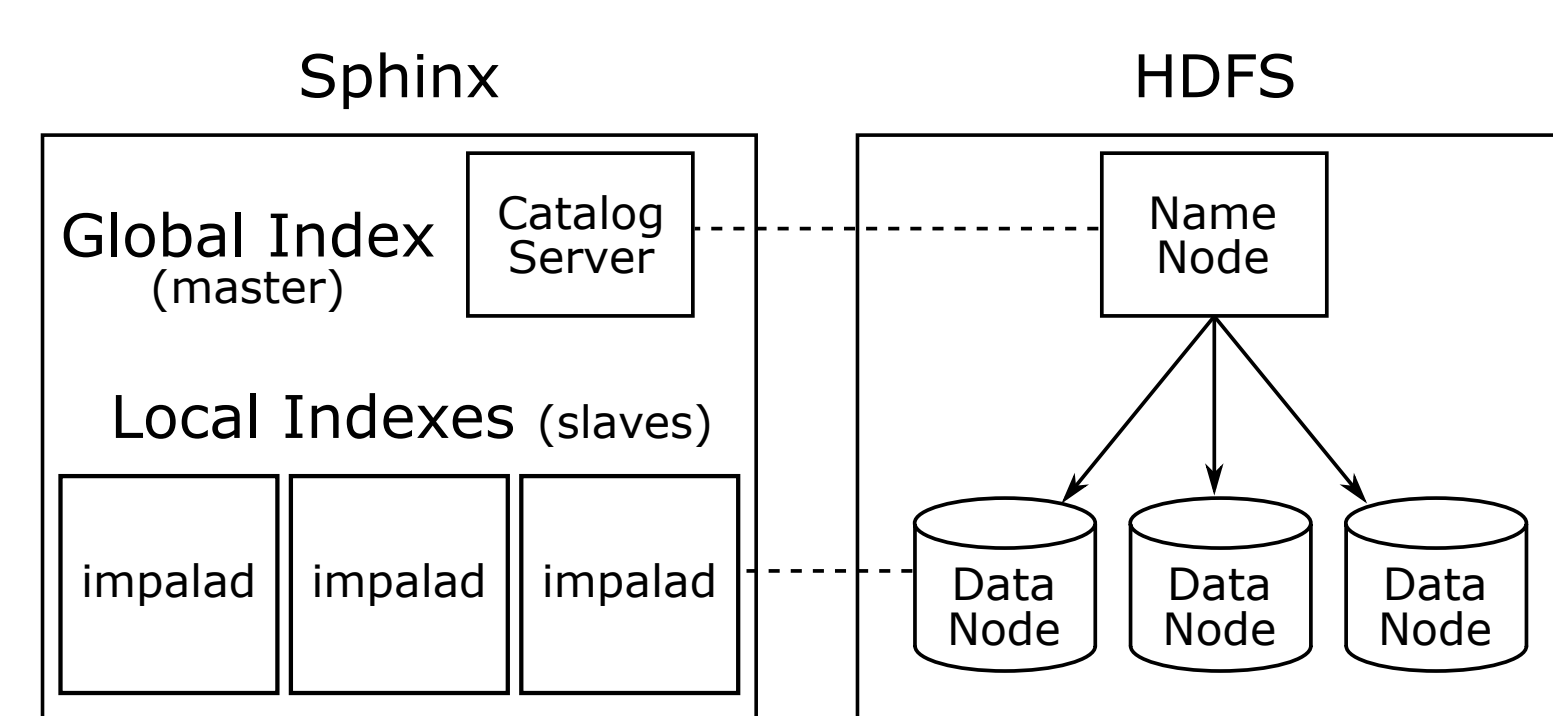 Sphinx
HDFS
Global Index
(master)
Catalog
Server
Name
Node
Local Indexes (slaves)
impalad
impalad
impalad
Data
Node
Data
Node
Data
Node